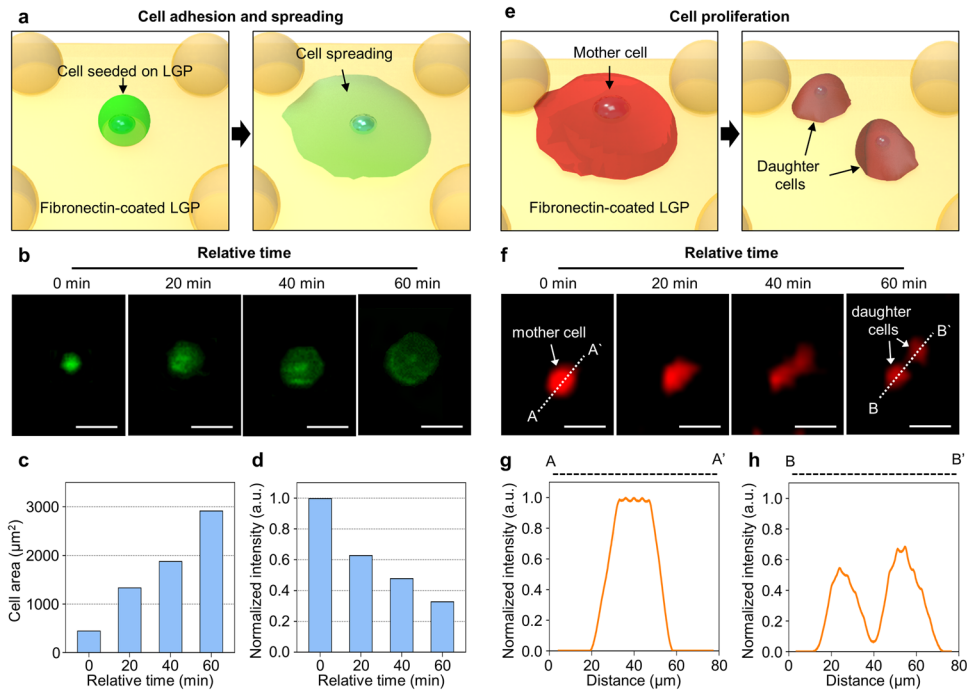 a
Cell adhesion and spreading
Cell seeded on LGP
Fibronectin-coated LGP
Cell spreading
e
Cell proliferation
Mother cell
Fibronectin-coated LGP
Daughter
cells
b
Relative time
0 min
20 min
40 min
60 min
f
Relative time
0 min
20 min
40 min
60 min
mother cell
A`
A
daughter
cells
B`
B
c
Cell area (µm²)
3000
2000
1000
0
0
20
40
60
Relative time (min)
d
Normalized intensity (a.u.)
1.0
0.8
0.6
0.4
0.2
0
0
20
40
60
Relative time (min)
g
A
A'
Normalized intensity (a.u.)
1.0
0.8
0.6
0.4
0.2
0
0
20
40
60
80
Distance (µm)
h
B
B'
Normalized intensity (a.u.)
1.0
0.8
0.6
0.4
0.2
0
0
20
40
60
80
Distance (µm)